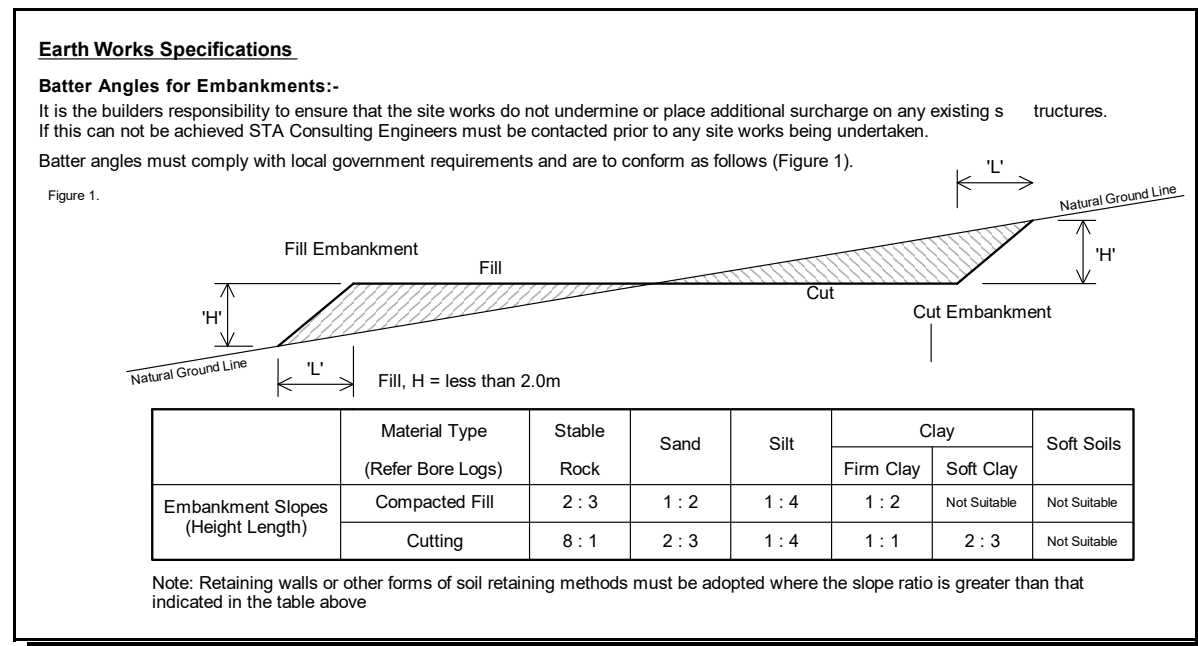 Earth Works Specifications
Batter Angles for Embankments:-
It is the builders responsibility to ensure that the site works do not undermine or place additional surcharge on any existing s tructures.
If this can not be achieved STA Consulting Engineers must be contacted prior to any site works being undertaken.
Batter angles must comply with local government requirements and are to conform as follows (Figure 1).
Figure 1.
'L'
Natural Ground Line
Fill Embankment
Fill
'H'
Cut
'H'
Cut Embankment
Natural Ground Line
'L'
Fill, H = less than 2.0m
Material Type (Refer Bore Logs) Stable Rock Sand Silt Clay Soft Soils
Firm Clay Soft Clay
Embankment Slopes (Height Length)
Compacted Fill 2 : 3 1 : 2 1 : 4 1 : 2 Not Suitable Not Suitable
Cutting 8 : 1 2 : 3 1 : 4 1 : 1 2 : 3 Not Suitable
Note: Retaining walls or other forms of soil retaining methods must be adopted where the slope ratio is greater than that
indicated in the table above